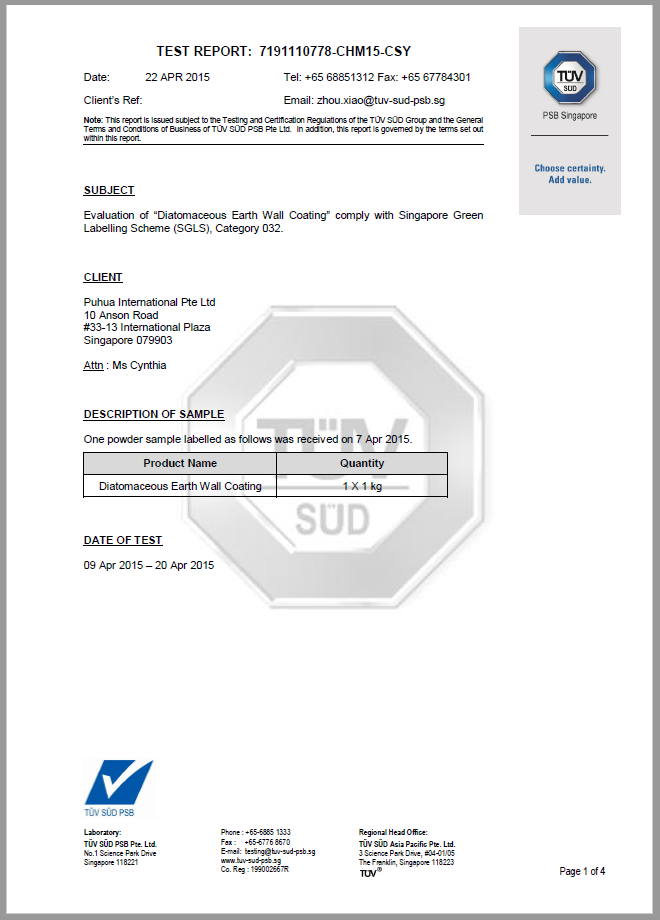 TEST REPORT: 7191110778-CHM15-CSY
Date: 22 APR 2015 Tel: +65 68851312 Fax: +65 67784301
Client's Ref: Email: zhou.xiao@tuv-sud-psb.sg
Note: This report is issued subject to the Testing and Certification Regulations of the TÜV SÜD Group and the General
Terms and Conditions of Business of TÜV SÜD PSB Pte Ltd. In addition, this report is governed by the terms set out
within this report.
TÜV
SÜD
PSB Singapore
Choose certainty.
Add value.
SUBJECT
Evaluation of “Diatomaceous Earth Wall Coating” comply with Singapore Green
Labelling Scheme (SGLS), Category 032.
CLIENT
Puhua International Pte Ltd
10 Anson Road
#33-13 International Plaza
Singapore 079903
Attn : Ms Cynthia
DESCRIPTION OF SAMPLE
One powder sample labelled as follows was received on 7 Apr 2015.
Product Name Quantity
Diatomaceous Earth Wall Coating 1 X 1 kg
TÜV
SÜD
DATE OF TEST
09 Apr 2015 – 20 Apr 2015
TÜV SÜD PSB
Laboratory:
TÜV SÜD PSB Pte. Ltd.
No.1 Science Park Drive
Singapore 118221
Phone : +65-6885 1333
Fax : +65-6776 8670
E-mail: testing@tuv-sud-psb.sg
www.tuv-sud-psb.sg
Co. Reg : 199002667R
Regional Head Office:
TÜV SÜD Asia Pacific Pte. Ltd.
3 Science Park Drive, #04-01/05
The Franklin, Singapore 118223
TÜV®
Page 1 of 4